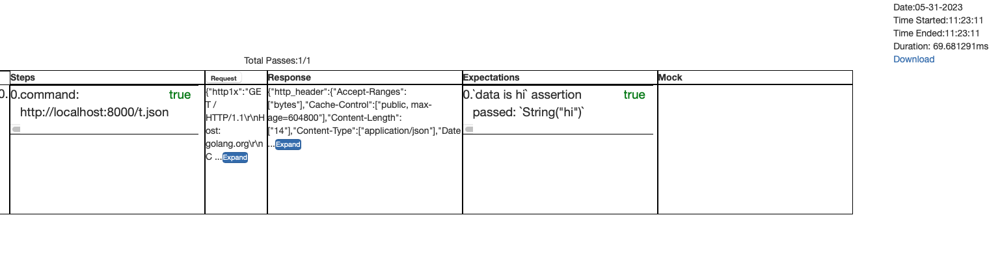 Date:05-31-2023
Time Started:11:23:11
Time Ended:11:23:11
Duration: 69.681291ms
Download
Total Passes:1/1
Steps Request Response Expectations Mock
0.
0.command: true
http://localhost:8000/t.json
{"http1x":"GE
T /
HTTP/1.1\r\nH
ost:
golang.org\r\n
C ...Expand
{"http_header":{"Accept-Ranges":
["bytes"],"Cache-Control":["public, max-
age=604800"],"Content-Length":
["14"],"Content-Type":["application/json"],"Date
...Expand
0.`data is hi` assertion true
passed: `String("hi")`